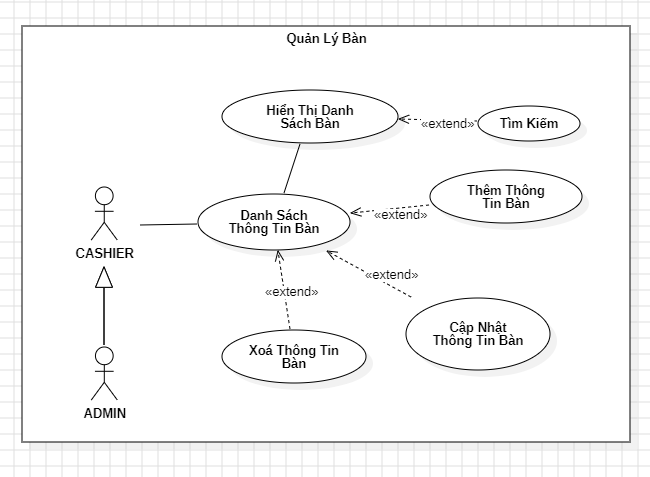 Quản Lý Bàn
Hiển Thị Danh
Sách Bàn
«extend»
Tìm Kiếm
Thêm Thông
Tin Bàn
«extend»
Danh Sách
Thông Tin Bàn
CASHIER
«extend»
«extend»
Cập Nhật
Thông Tin Bàn
Xoá Thông Tin
Bàn
ADMIN